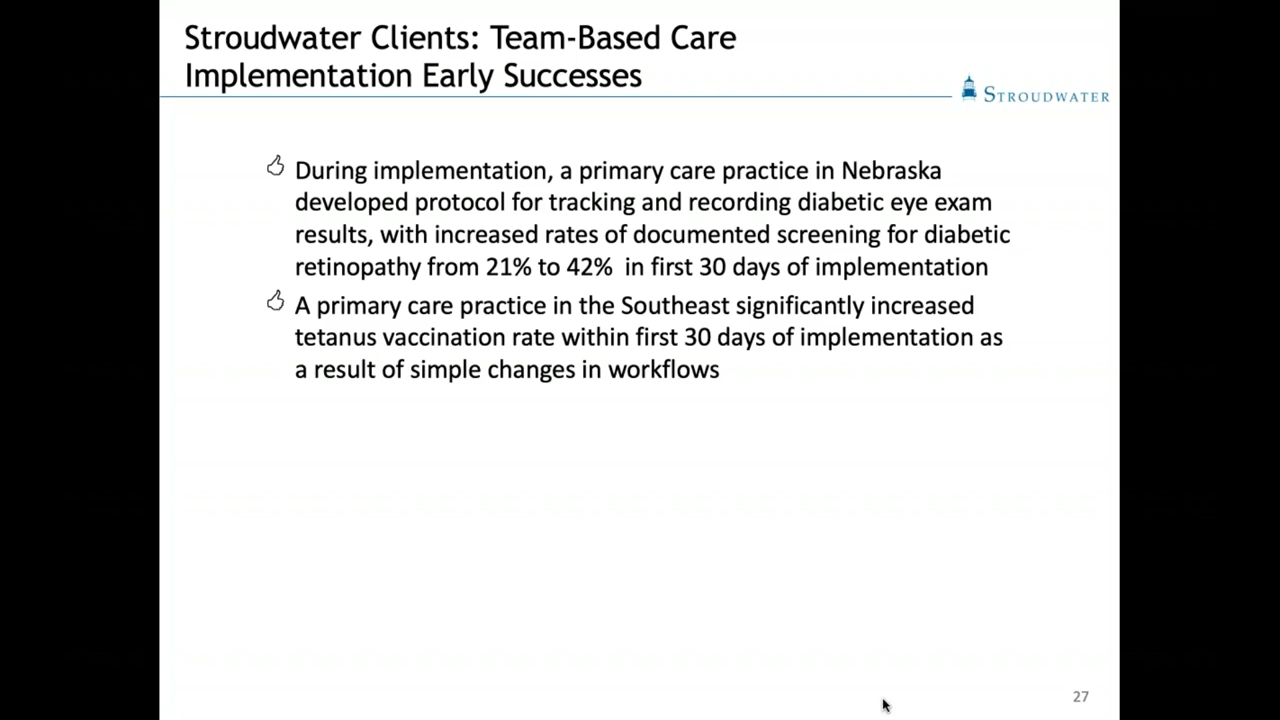 Stroudwater Clients: Team-Based Care
Implementation Early Successes
STROUDWATER
During implementation, a primary care practice in Nebraska
developed protocol for tracking and recording diabetic eye exam
results, with increased rates of documented screening for diabetic
retinopathy from 21% to 42%  in first 30 days of implementation
A primary care practice in the Southeast significantly increased
tetanus vaccination rate within first 30 days of implementation as
a result of simple changes in workflows
27